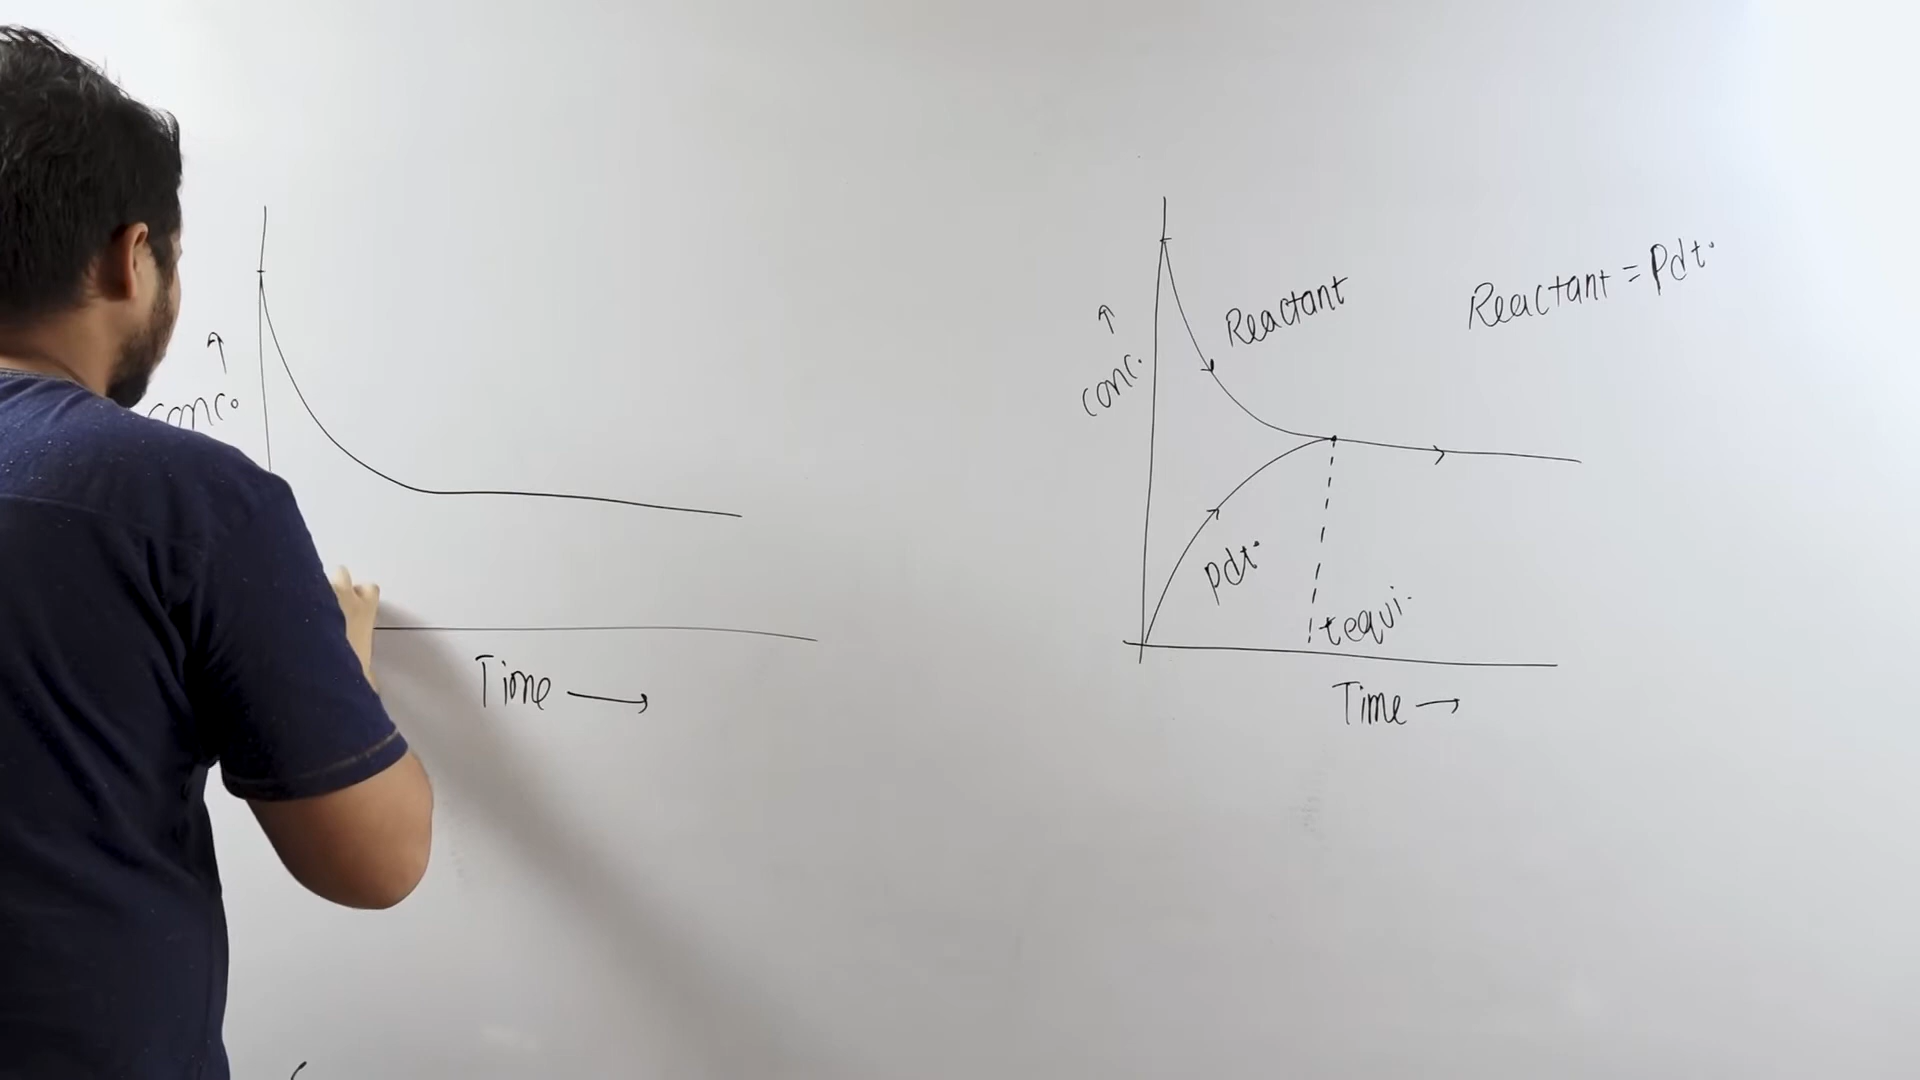 conc.
Time
Reactant
Reactant = Pdt.
conc.
pdt.
tequi.
Time